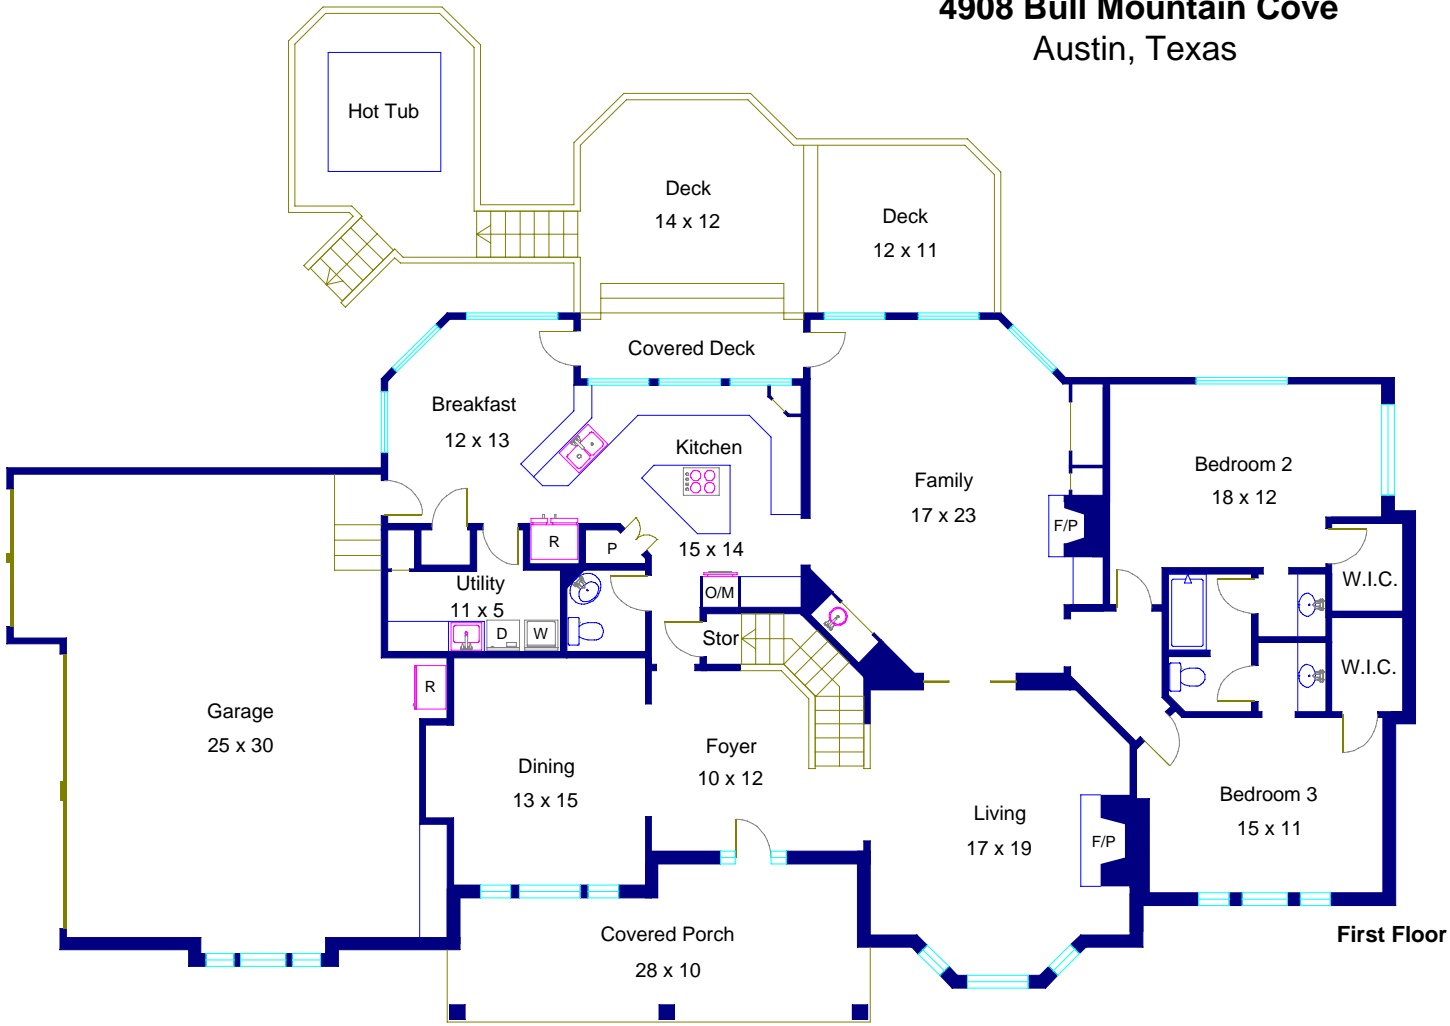 4908 Bull Mountain Cove
Austin, Texas
Hot Tub
Deck
14 x 12
Deck
12 x 11
Covered Deck
Breakfast
12 x 13
Kitchen
15 x 14
Family
17 x 23
Bedroom 2
18 x 12
F/P
R
P
W.I.C.
Utility
11 x 5
O/M
D
W
Stor
W.I.C.
R
Garage
25 x 30
Foyer
10 x 12
Dining
13 x 15
Living
17 x 19
F/P
Bedroom 3
15 x 11
Covered Porch
28 x 10
First Floor